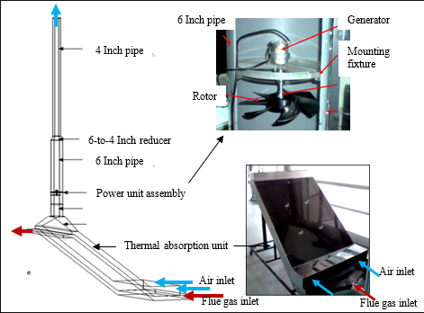 4 Inch pipe
6-to-4 Inch reducer
6 Inch pipe
Power unit assembly
Thermal absorption unit
Air inlet
Flue gas inlet
6 Inch pipe
Generator
Mounting
fixture
Rotor
Air inlet
Flue gas inlet